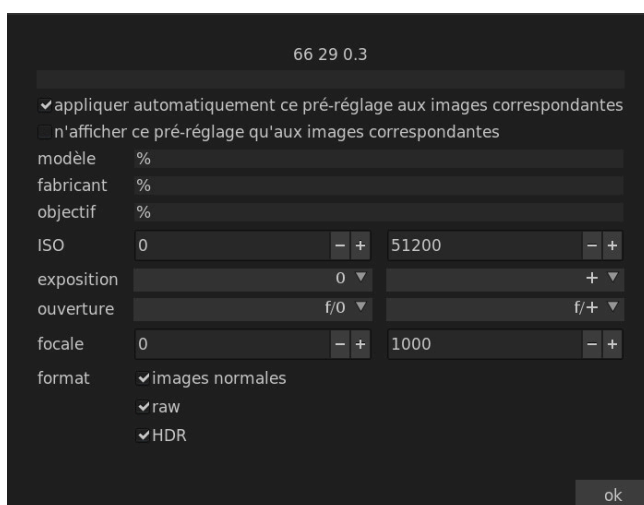 66 29 0.3
appliquer automatiquement ce pré-réglage aux images correspondantes
n'afficher ce pré-réglage qu'aux images correspondantes
modèle %
fabricant %
objectif %
ISO 0 − + 51200 − +
exposition 0 ▼ + ▼
ouverture f/0 ▼ f/+ ▼
focale 0 − + 1000 − +
format images normales
raw
HDR
ok